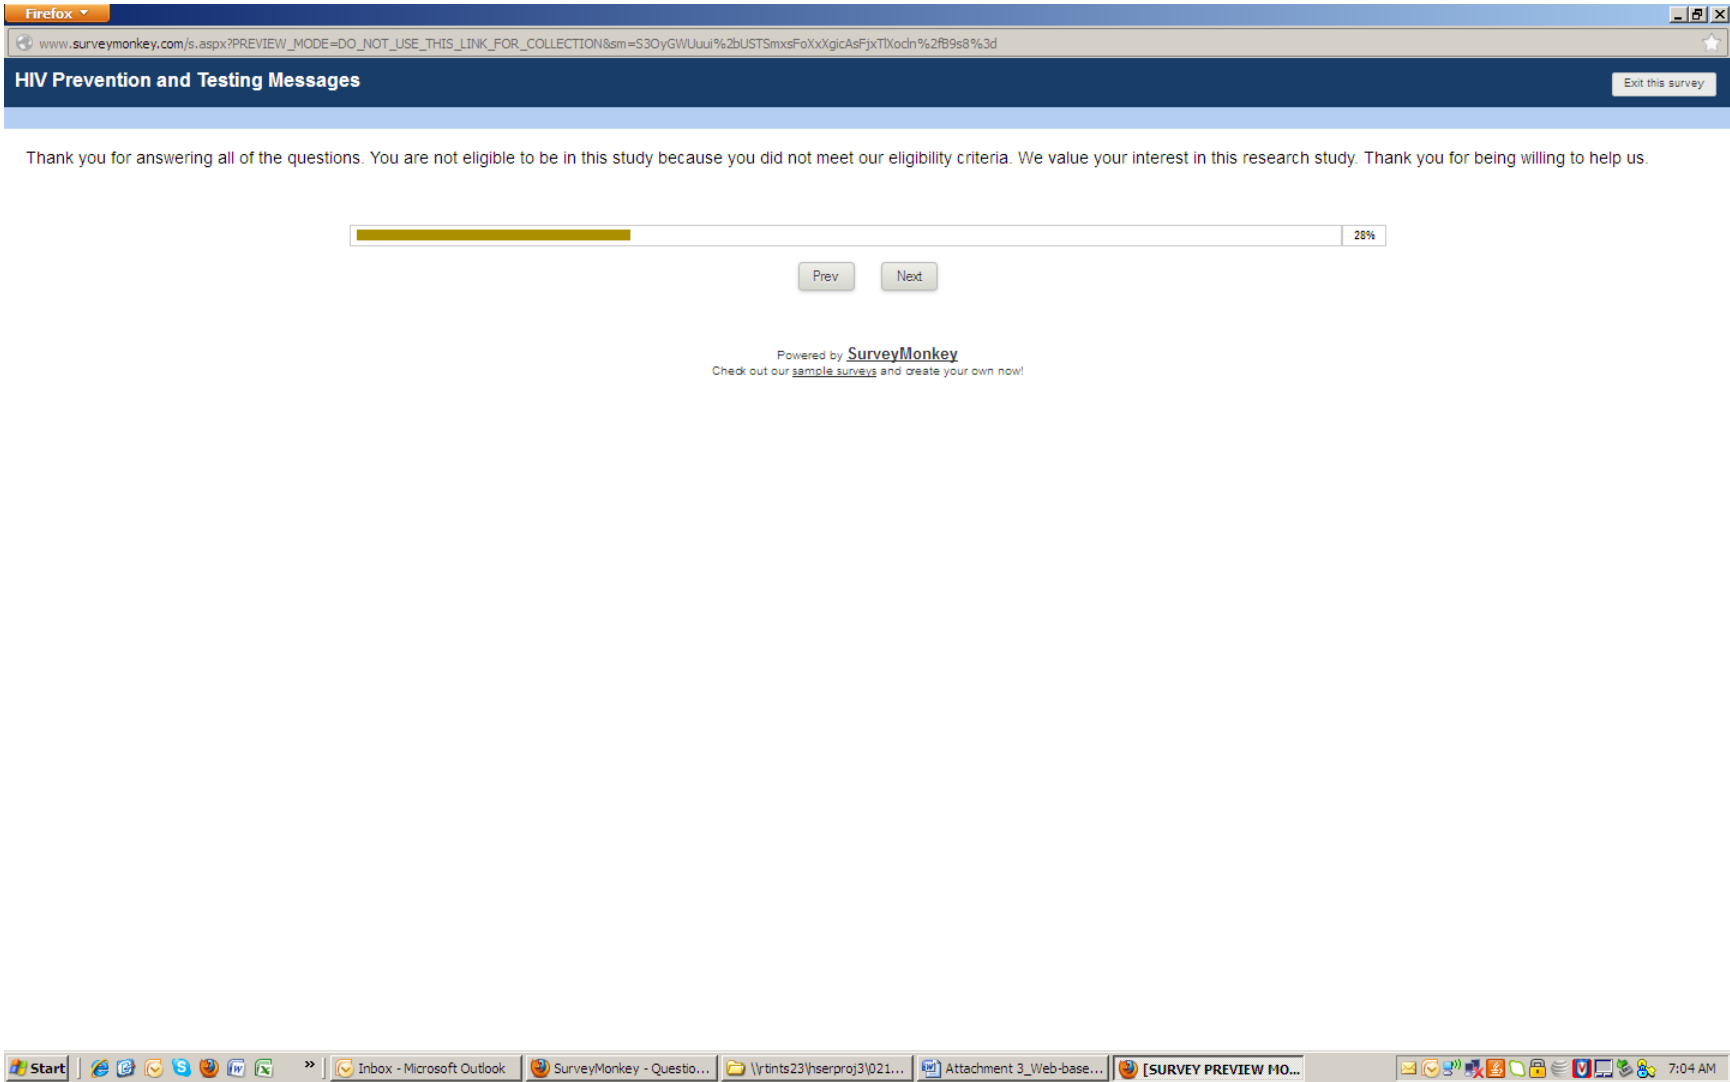 Firefox
www.surveymonkey.com/s.aspx?PREVIEW_MODE=DO_NOT_USE_THIS_LINK_FOR_COLLECTION&sm=S3OyGWUuui%2bUSTSmxsFoXxXgicAsFjxTlXodn%2fB9s8%3d
HIV Prevention and Testing Messages
Exit this survey
Thank you for answering all of the questions. You are not eligible to be in this study because you did not meet our eligibility criteria. We value your interest in this research study. Thank you for being willing to help us.
28%
Prev Next
Powered by SurveyMonkey
Check out our sample surveys and create your own now!
Start » Inbox - Microsoft Outlook SurveyMonkey - Questio... \\rtints23\hserproj3\021... Attachment 3_Web-base... [SURVEY PREVIEW MO... 7:04 AM